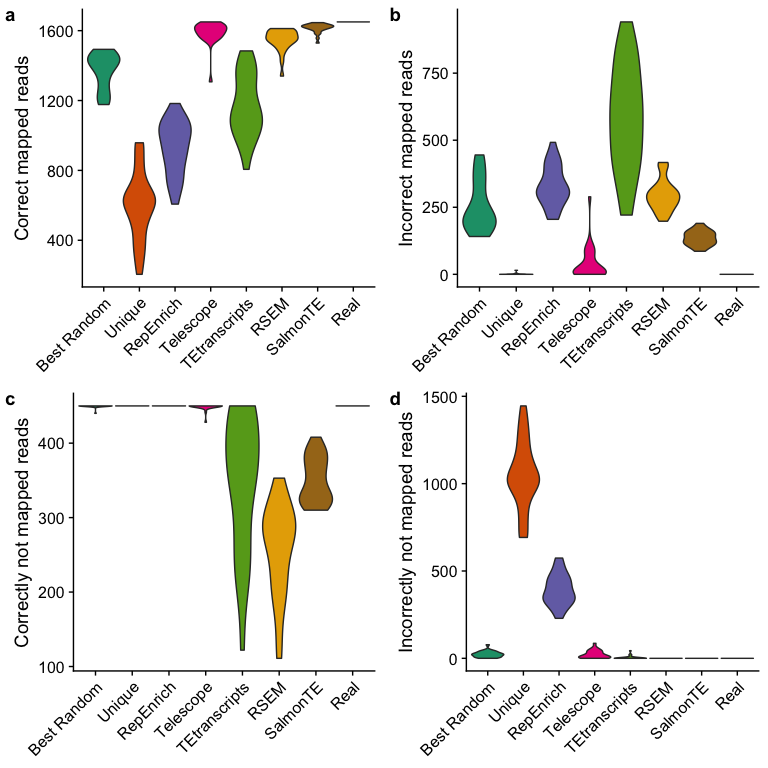 a
Correct mapped reads
1600
1200
800
400
Best Random
Unique
RepEnrich
Telescope
TEtranscripts
RSEM
SalmonTE
Real
b
Incorrect mapped reads
750
500
250
0
Best Random
Unique
RepEnrich
Telescope
TEtranscripts
RSEM
SalmonTE
Real
c
Correctly not mapped reads
400
300
200
100
Best Random
Unique
RepEnrich
Telescope
TEtranscripts
RSEM
SalmonTE
Real
d
Incorrectly not mapped reads
1500
1000
500
0
Best Random
Unique
RepEnrich
Telescope
TEtranscripts
RSEM
SalmonTE
Real